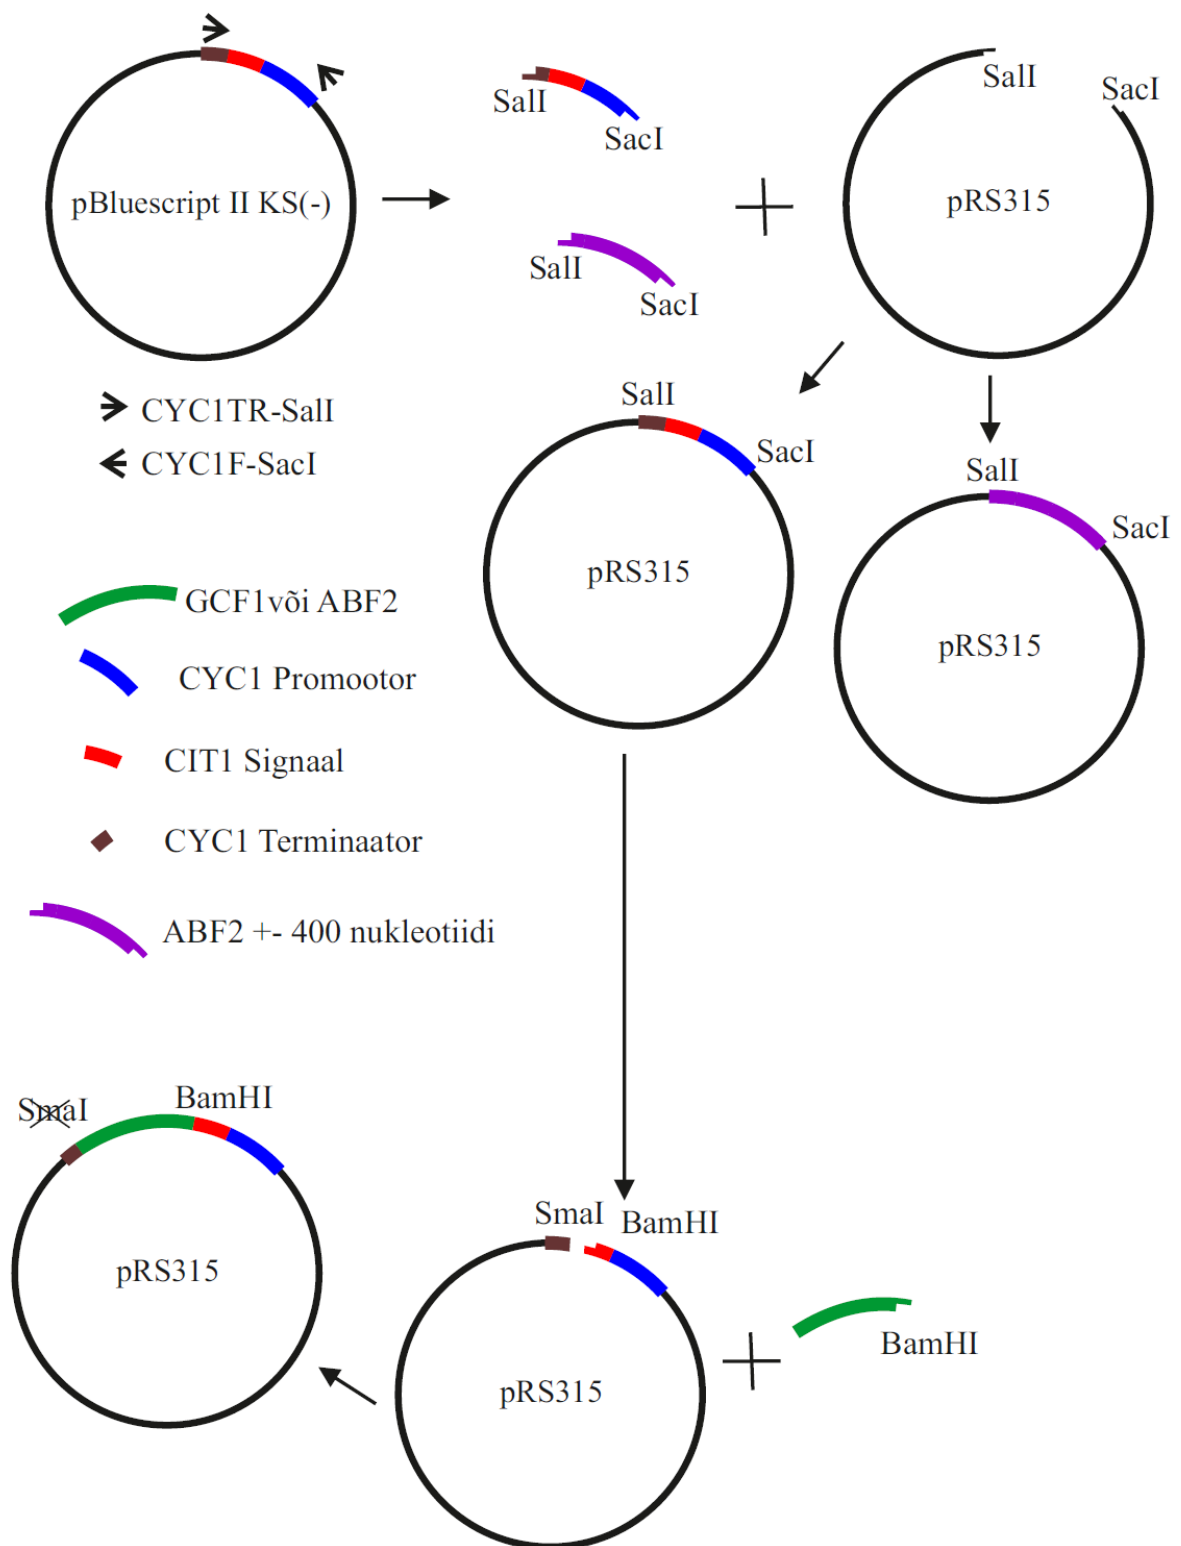 pBluescript II KS(-)
SalI
SacI
SalI
SacI
SalI
SacI
pRS315
CYC1TR-SalI
CYC1F-SacI
SalI
SacI
pRS315
SalI
SacI
pRS315
GCF1või ABF2
CYC1 Promootor
CIT1 Signaal
CYC1 Terminaator
ABF2 +- 400 nukleotiidi
SmaI
BamHI
pRS315
SmaI
BamHI
pRS315
BamHI